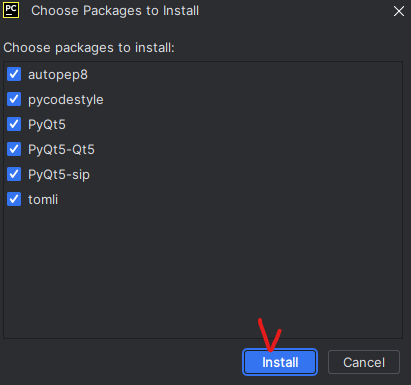 PC Choose Packages to Install
Choose packages to install:
autopep8
pycodestyle
PyQt5
PyQt5-Qt5
PyQt5-sip
tomli
Install Cancel